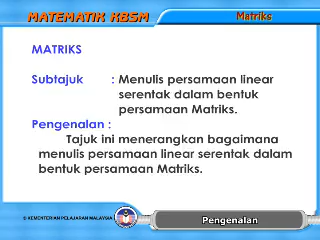 MATEMATIK KBSM
Matriks
MATRIKS
Subtajuk : Menulis persamaan linear
serentak dalam bentuk
persamaan Matriks.
Pengenalan :
Tajuk ini menerangkan bagaimana
menulis persamaan linear serentak dalam
bentuk persamaan Matriks.
© KEMENTERIAN PELAJARAN MALAYSIA
Pengenalan